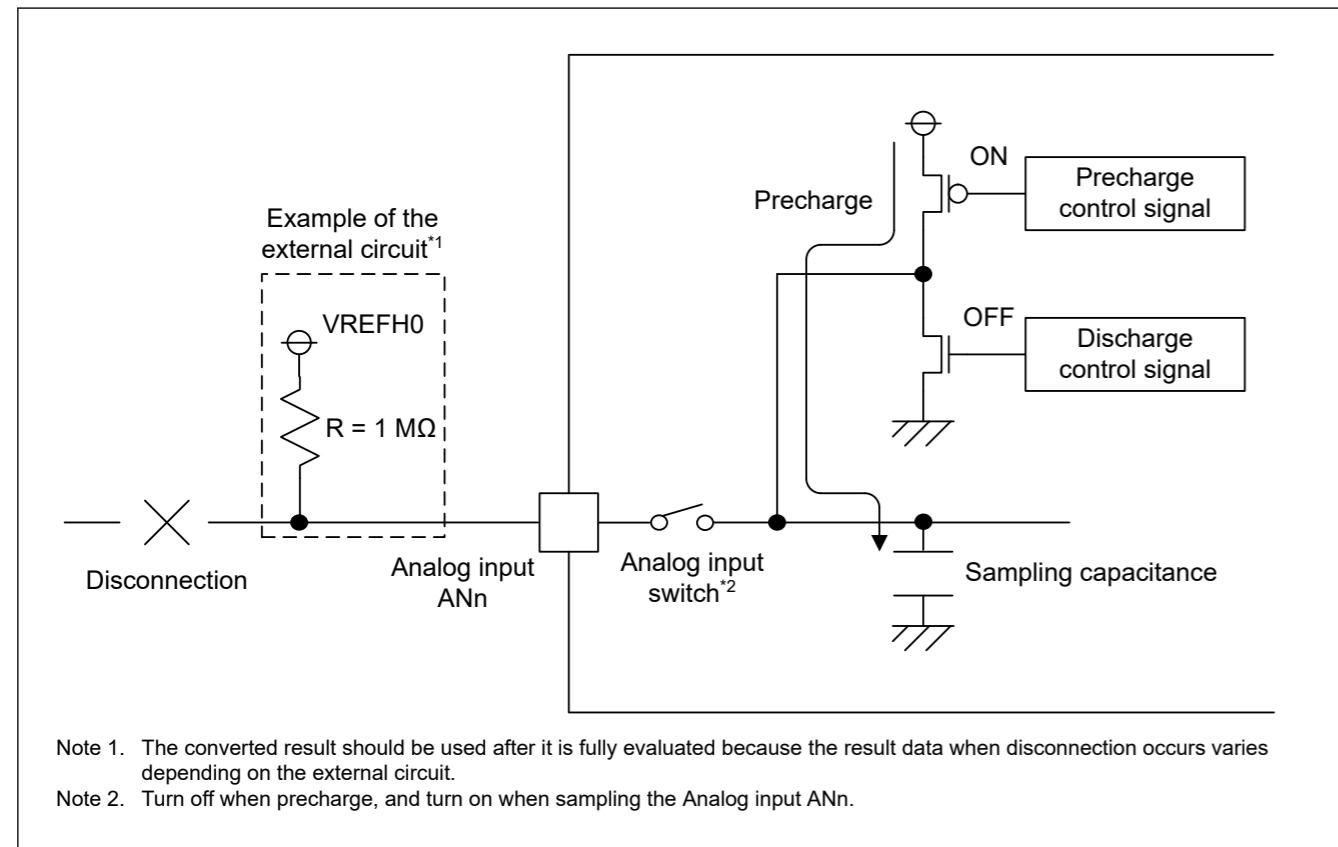 ON
Precharge
control signal
Precharge
Example of the
external circuit*1
VREFH0
OFF
Discharge
control signal
R = 1 MΩ
Disconnection
Analog input
ANn
Analog input
switch*2
Sampling capacitance
Note 1. The converted result should be used after it is fully evaluated because the result data when disconnection occurs varies
depending on the external circuit.
Note 2. Turn off when precharge, and turn on when sampling the Analog input ANn.